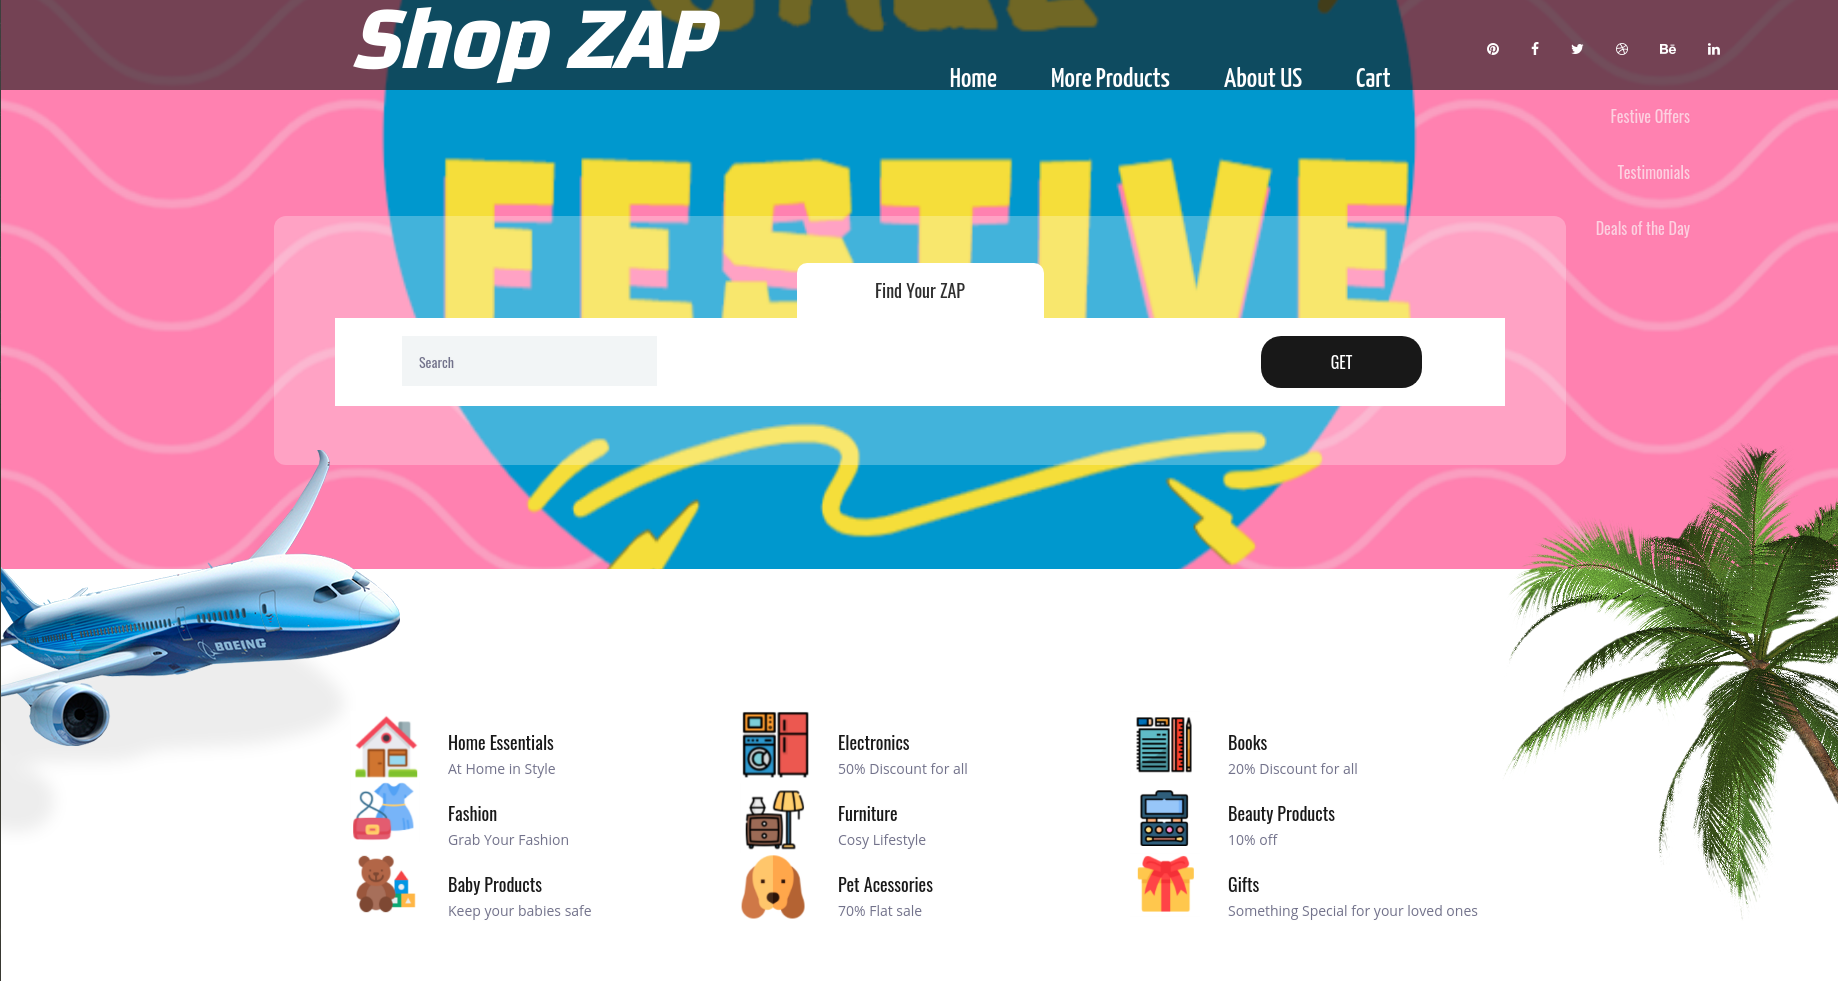 Shop ZAP
Home More Products About US Cart
Bē
Festive Offers
Testimonials
Deals of the Day
FESTIVE
Find Your ZAP
Search
GET
BOEING
Home Essentials
At Home in Style
Electronics
50% Discount for all
Books
20% Discount for all
Fashion
Grab Your Fashion
Furniture
Cosy Lifestyle
Beauty Products
10% off
Baby Products
Keep your babies safe
Pet Acessories
70% Flat sale
Gifts
Something Special for your loved ones